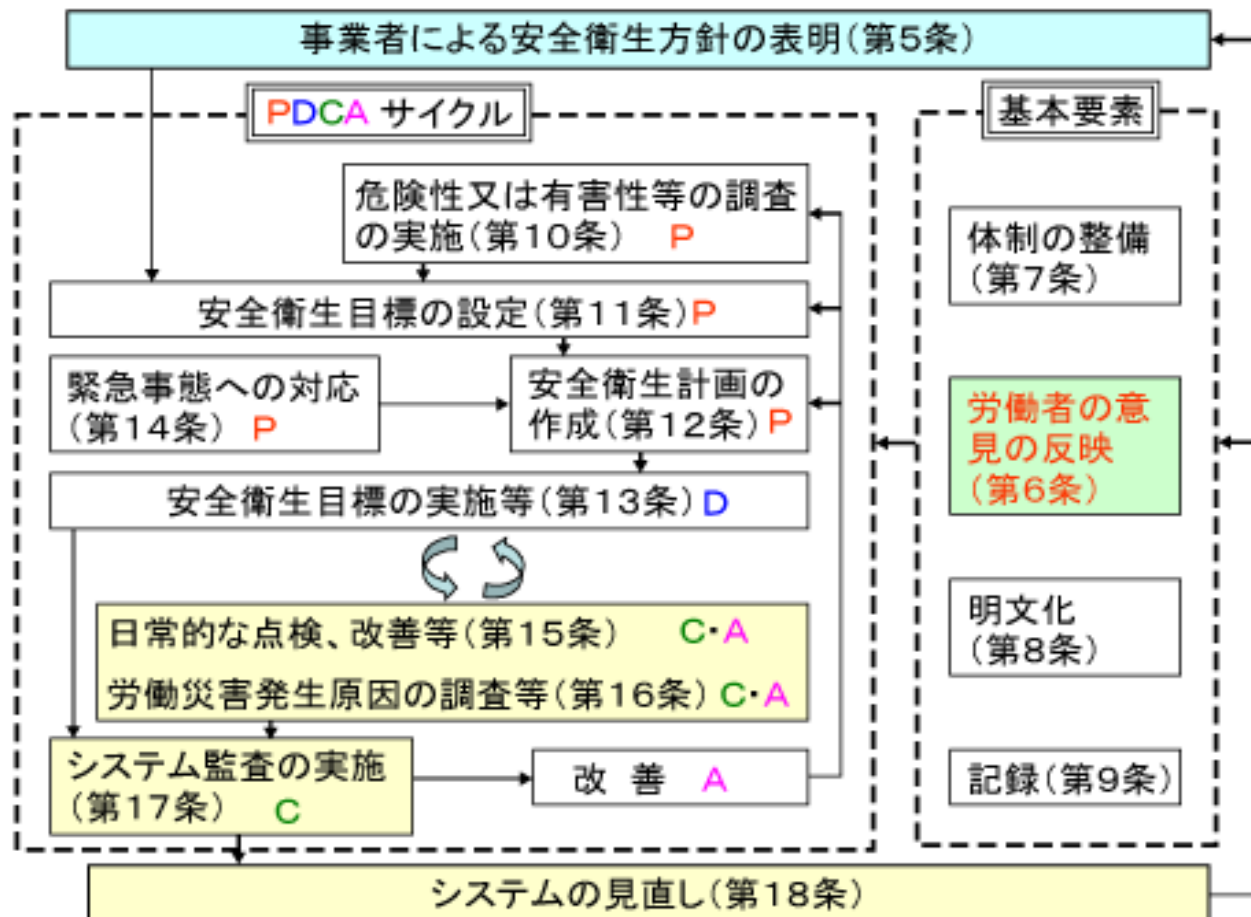 事業者による安全衛生方針の表明(第5条)
PDCA サイクル
危険性又は有害性等の調査
の実施(第10条) P
安全衛生目標の設定(第11条)P
緊急事態への対応
(第14条) P
安全衛生計画の
作成(第12条)P
安全衛生目標の実施等(第13条)D
日常的な点検、改善等(第15条) C・A
労働災害発生原因の調査等(第16条)C・A
システム監査の実施
(第17条) C
改 善 A
基本要素
体制の整備
(第7条)
労働者の意
見の反映
(第6条)
明文化
(第8条)
記録(第9条)
システムの見直し(第18条)